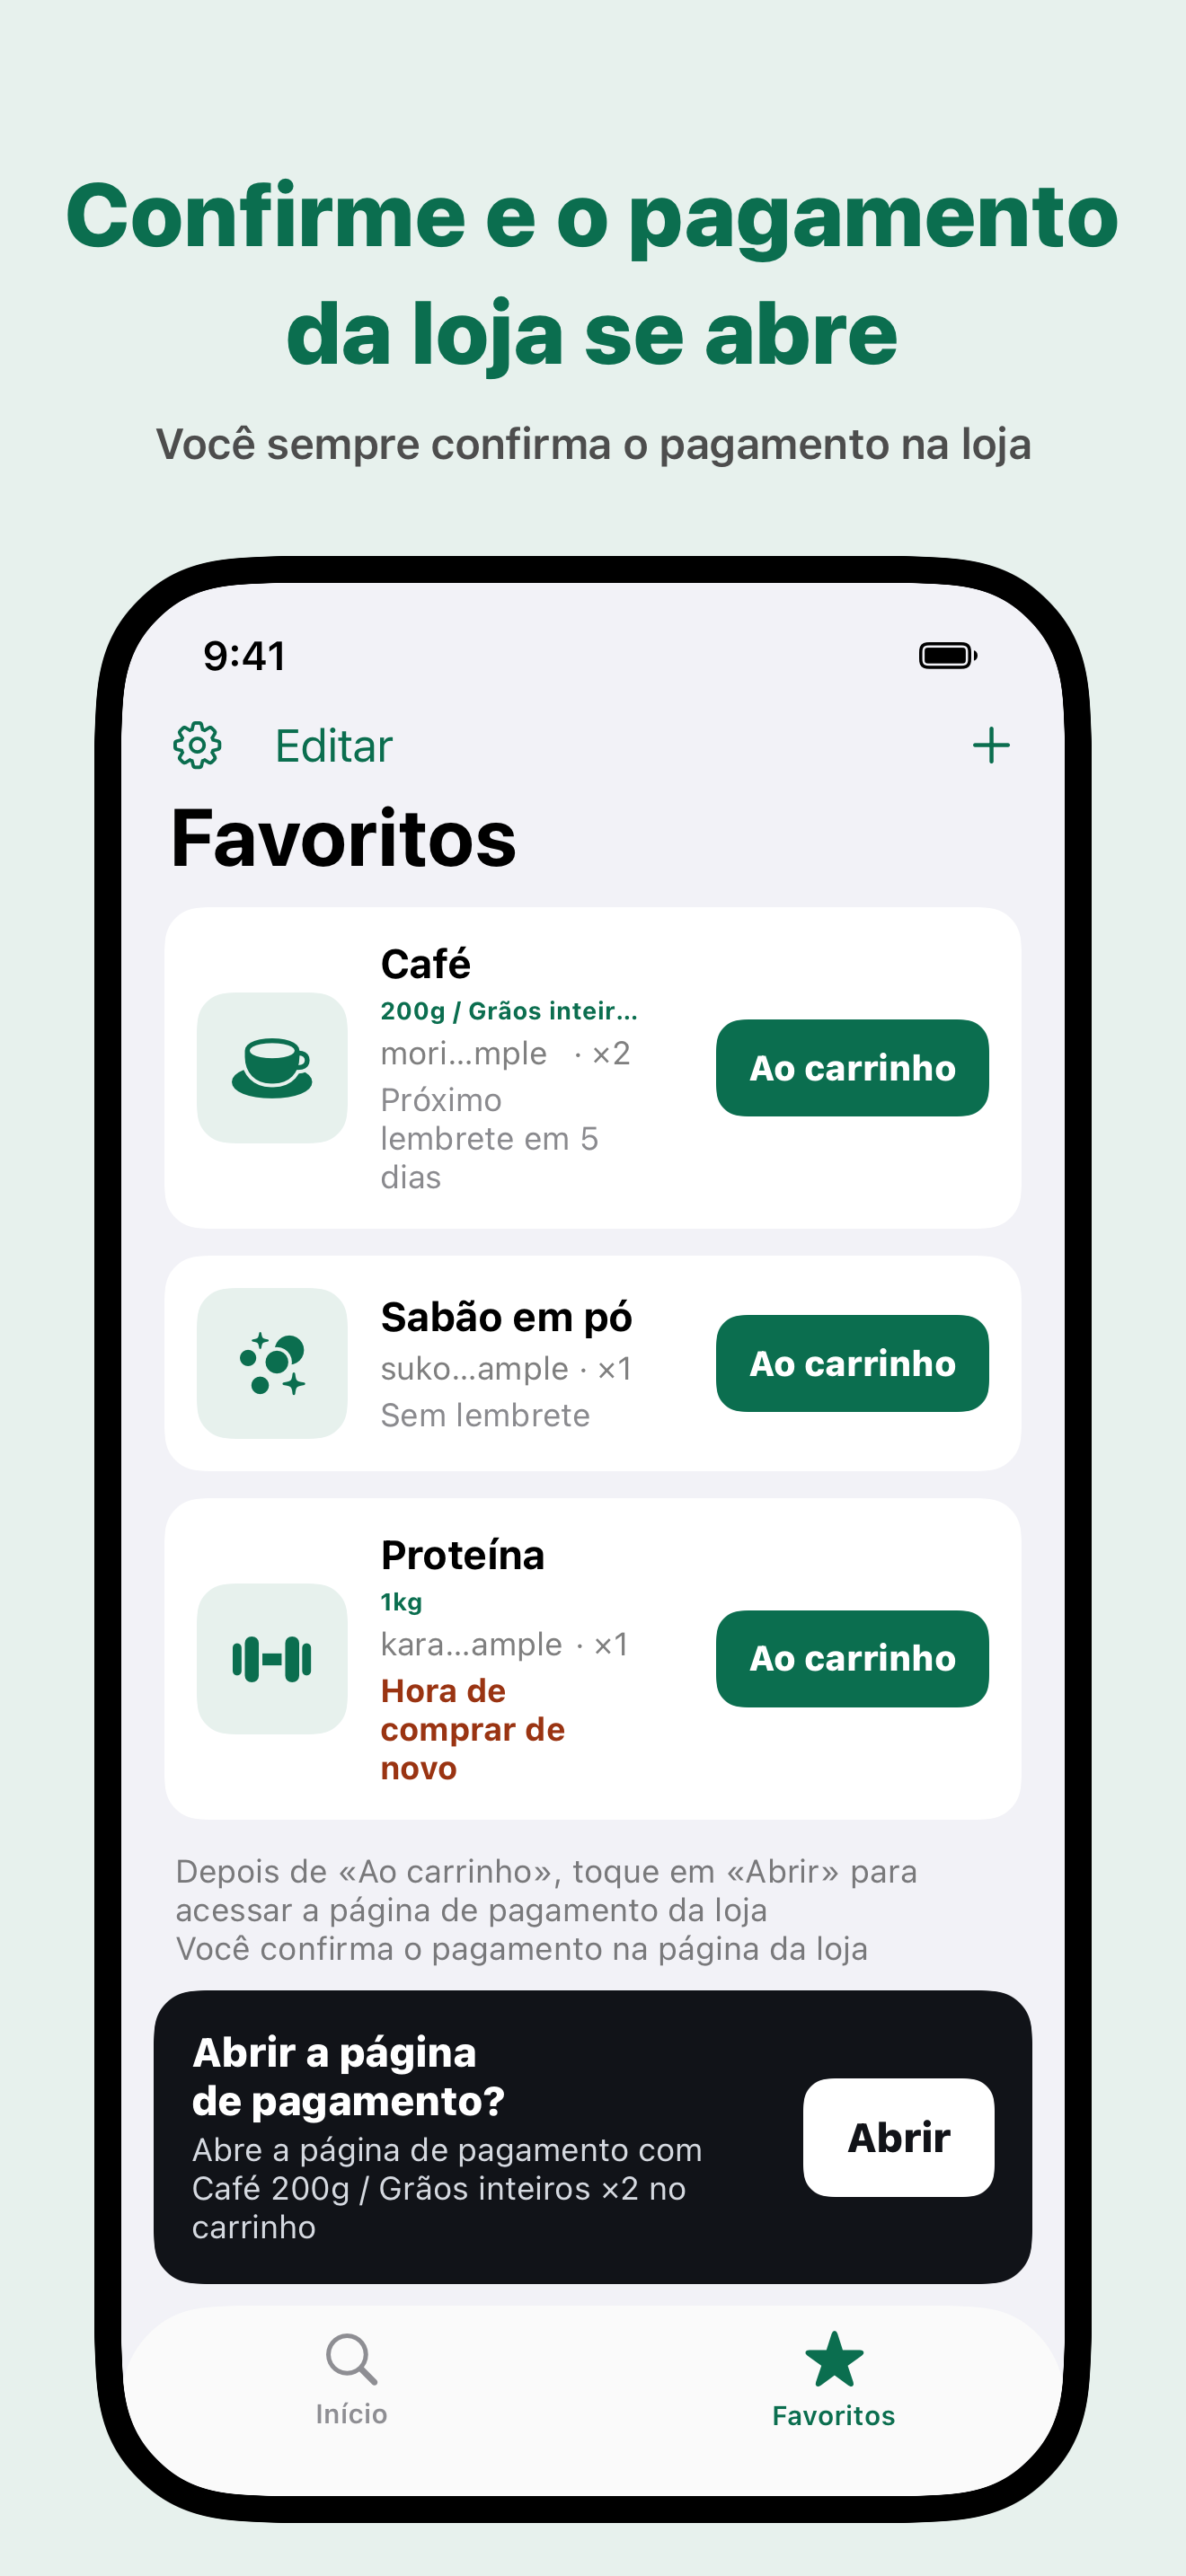 Confirme e o pagamento
da loja se abre
Você sempre confirma o pagamento na loja
9:41
Editar
Favoritos
Café
200g / Grãos inteir...
mori...mple · ×2
Próximo
lembrete em 5
dias
Ao carrinho
Sabão em pó
suko...ample · ×1
Sem lembrete
Ao carrinho
Proteína
1kg
kara...ample · ×1
Hora de
comprar de
novo
Ao carrinho
Depois de «Ao carrinho», toque em «Abrir» para
acessar a página de pagamento da loja
Você confirma o pagamento na página da loja
Abrir a página
de pagamento?
Abre a página de pagamento com
Café 200g / Grãos inteiros ×2 no
carrinho
Abrir
Início
Favoritos